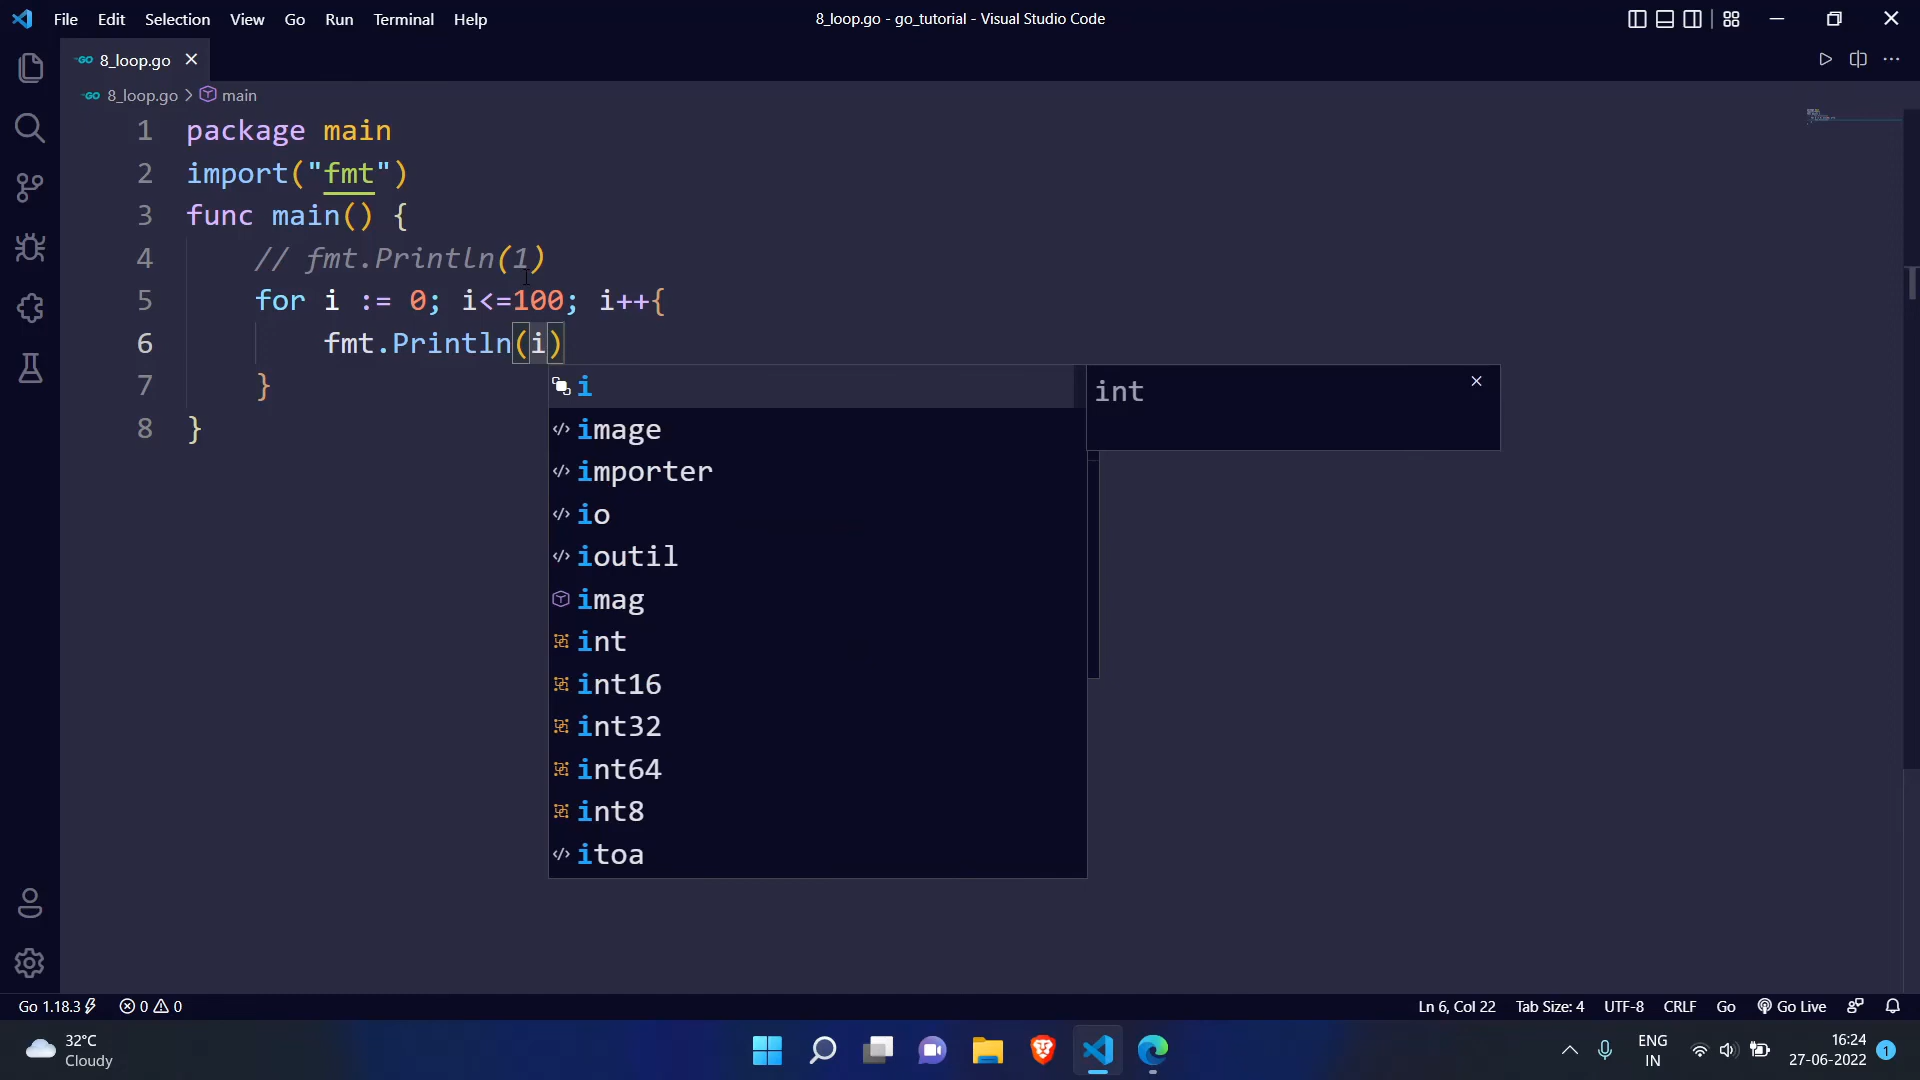 File Edit Selection View Go Run Terminal Help
8_loop.go - go_tutorial - Visual Studio Code
GO 8_loop.go
GO 8_loop.go > main
1 package main
2 import("fmt")
3 func main() {
4 // fmt.Println(1)
5 for i := 0; i<=100; i++{
6 fmt.Println(i)
7 }
8 }
i
int
image
importer
io
ioutil
imag
int
int16
int32
int64
int8
itoa
Go 1.18.3 0 0
Ln 6, Col 22 Tab Size: 4 UTF-8 CRLF Go Go Live
32°C
Cloudy
ENG
IN
16:24
27-06-2022
1